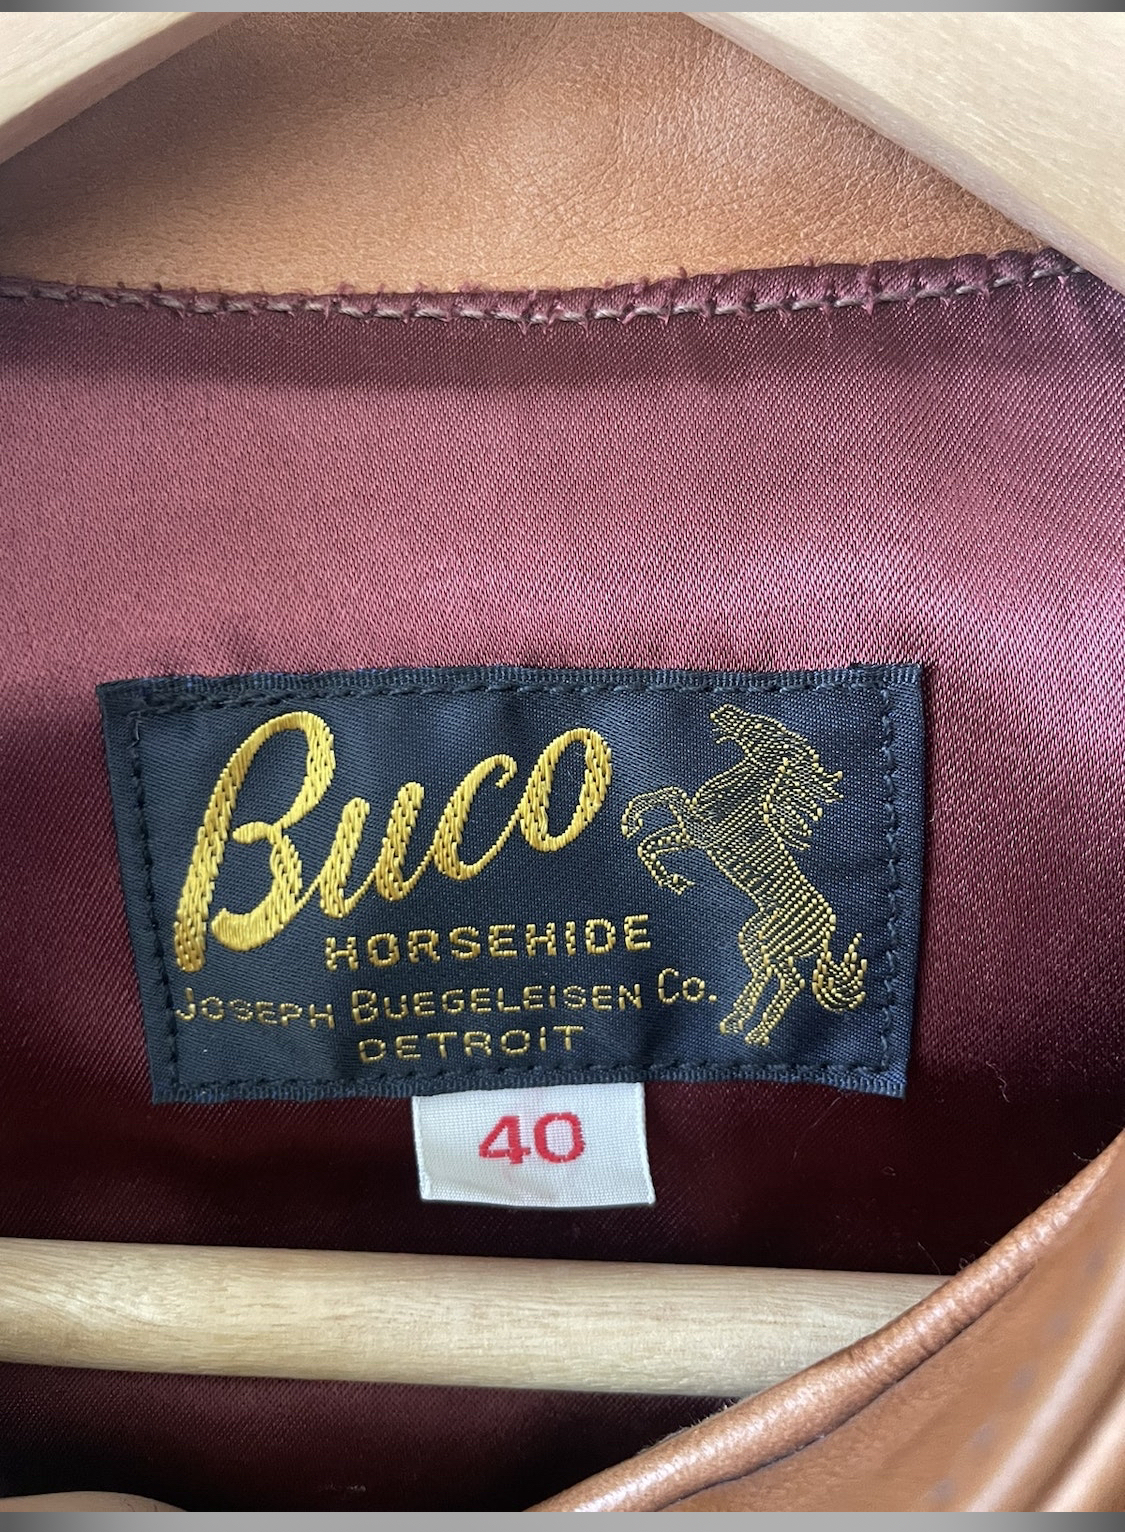 Buco
HORSEHIDE
JOSEPH BUEGELEISEN CO.
DETROIT
40